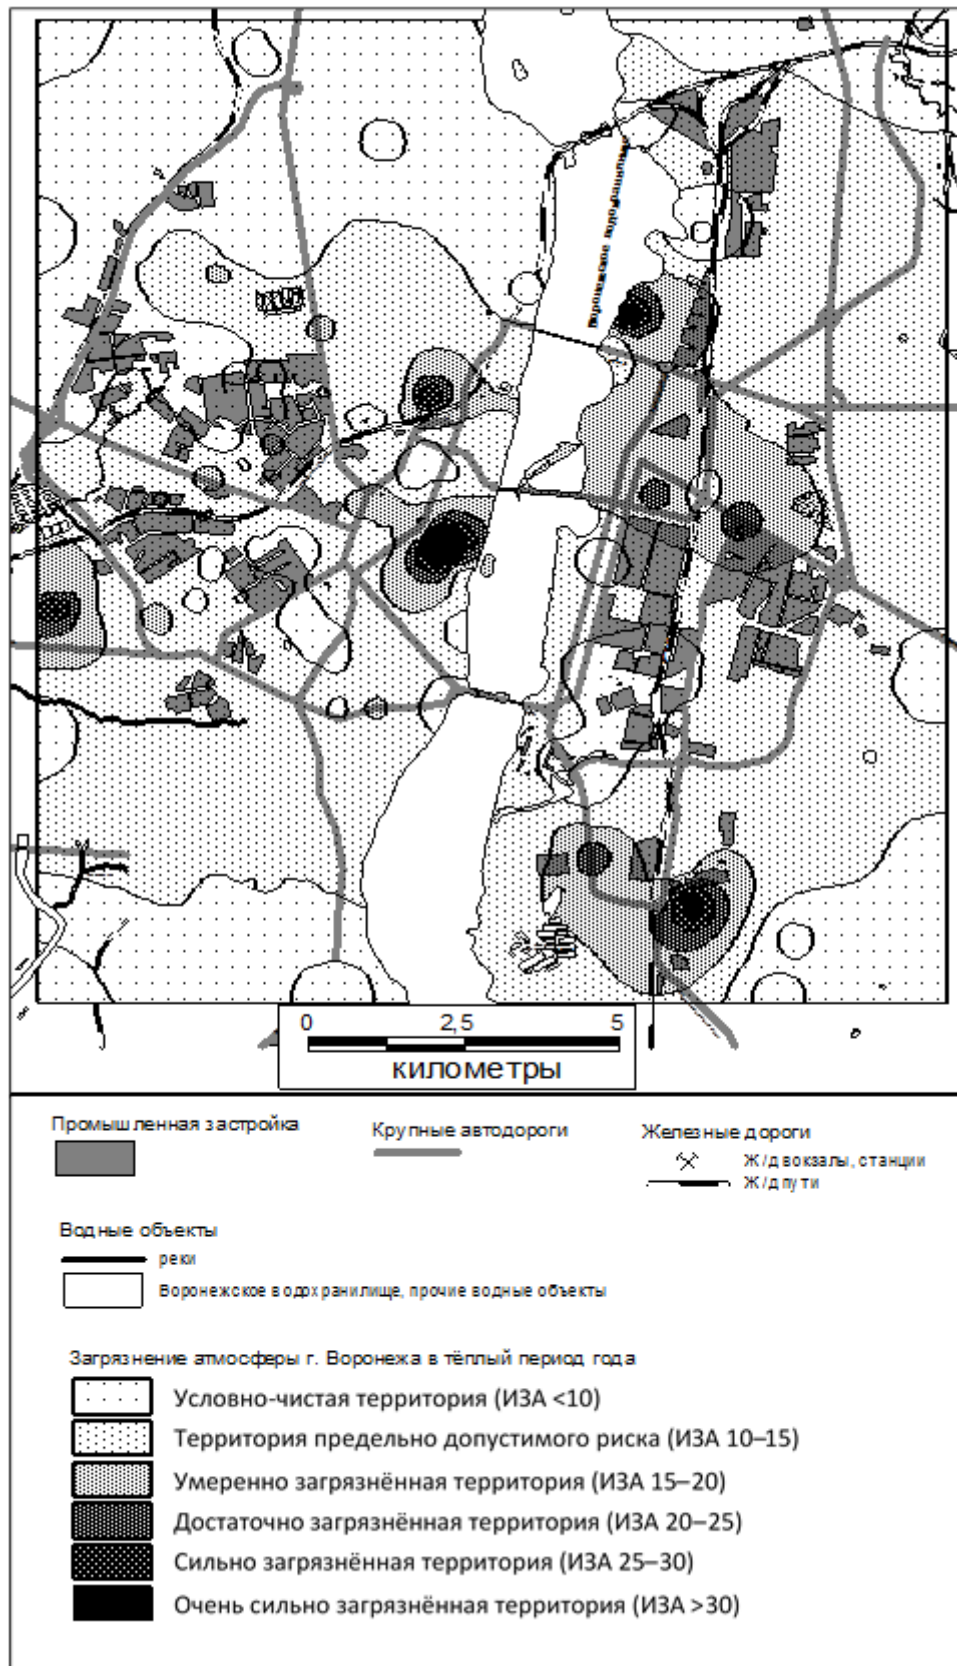 Воронежское водохранилище
0 2,5 5
километры
Промышленная застройка
Крупные автодороги
Железные дороги
Ж/д вокзалы, станции
Ж/д пути
Водные объекты
реки
Воронежское водохранилище, прочие водные объекты
Загрязнение атмосферы г. Воронежа в тёплый период года
Условно-чистая территория (ИЗА <10)
Территория предельно допустимого риска (ИЗА 10–15)
Умеренно загрязнённая территория (ИЗА 15–20)
Достаточно загрязнённая территория (ИЗА 20–25)
Сильно загрязнённая территория (ИЗА 25–30)
Очень сильно загрязнённая территория (ИЗА >30)